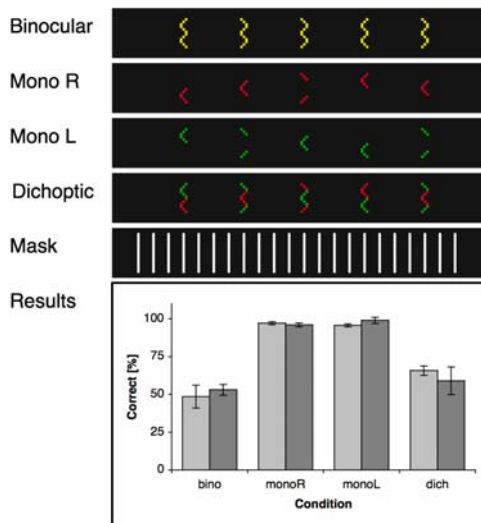 Binocular
Mono R
Mono L
Dichoptic
Mask
Results
100
75
50
25
0
Correct [%]
bino monoR monoL dich
Condition